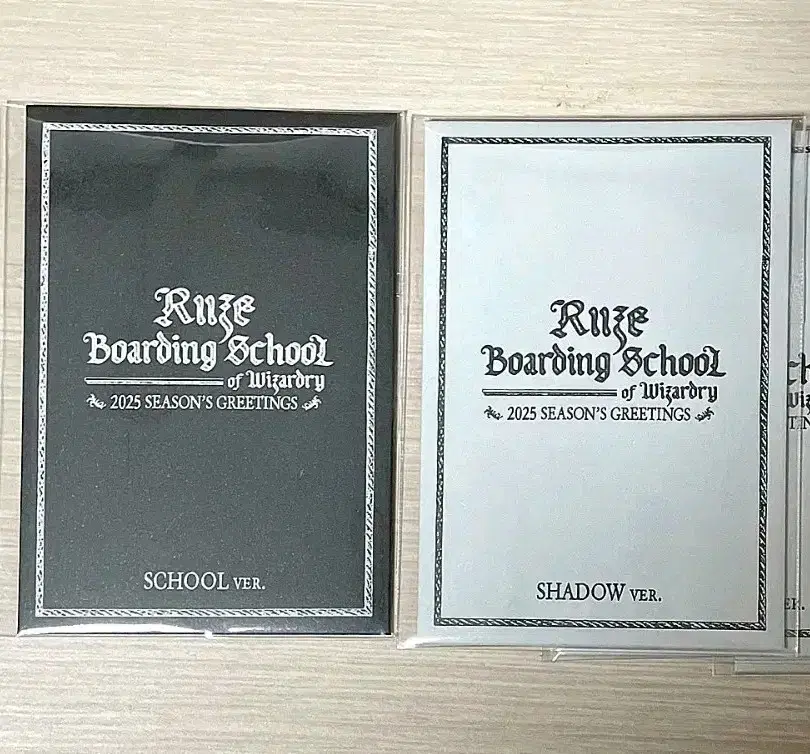 Riize
Boarding School
of Wizardry
2025 SEASON'S GREETINGS
SCHOOL VER.
Riize
Boarding School
of Wizardry
2025 SEASON'S GREETINGS
SHADOW VER.